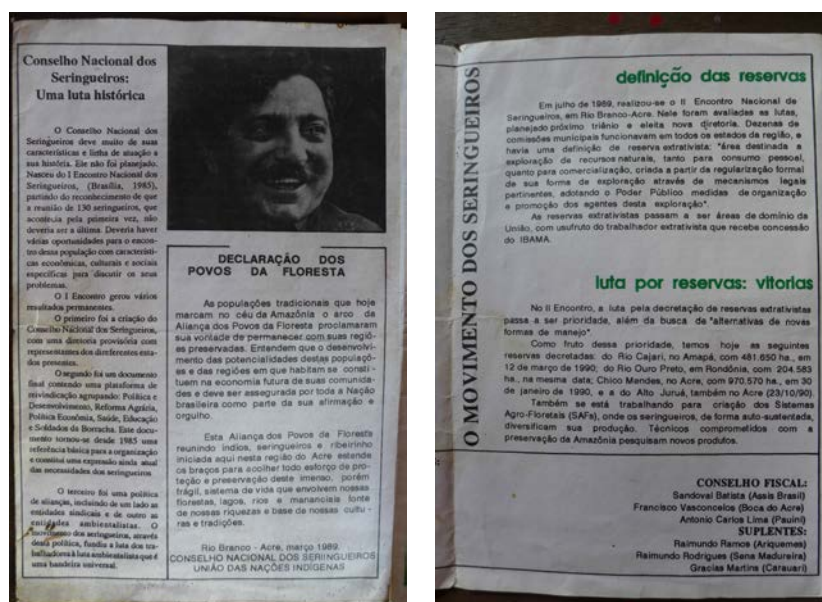 Conselho Nacional dos
Seringueiros:
Uma luta histórica
O Conselho Nacional dos
Seringueiros deve muito de suas
características e linha de atuação a
sua história. Ele não foi planejado.
Nasceu do I Encontro Nacional dos
Seringueiros, (Brasília, 1985),
partindo do reconhecimento de que
a reunião de 130 seringueiros, que
acontecia pela primeira vez, não
deveria ser a última. Deveria haver
várias oportunidades para o encon-
tro dessa população com caracterísți-
cas econômicas, culturais e sociais
específicas para discutir os seus
problemas.
O I Encontro gerou vários
resultados permanentes.
O primeiro foi a criação do
Conselho Nacional dos Seringueiros,
com uma diretoria provisória com
representantes dos direferentes esta-
dos presentes.
O segundo foi um documento
final contendo uma plataforma de
reivindicação agrupando: Política e
Desenvolvimento, Reforma Agrária,
Política Econômia, Saúde, Educação
e Soldados da Borracha. Este docu-
mento tornou-se desde 1985 uma
referência básica para a organização
e constitui uma expressão ainda atual
das necessidades dos seringueiros
O terceiro foi uma política
de alianças, incluindo de um lado as
entidades sindicais e de outro as
entidades ambientalistas. O
movimento dos seringueiros, através
desta política, fundiu a luta dos tra-
balhadores à luta ambientalista que é
uma bandeira universal.
DECLARAÇÃO DOS
POVOS DA FLORESTA
As populações tradicionais que hoje
marcam no céu da Amazônia o arco da
Aliança dos Povos da Floresta proclamaram
sua vontade de permanecer com suas regiõ-
es preservadas. Entendem que o desenvolvi-
mento das potencialidades destas populaçõ-
es e das regiões em que habitam se consti-
tuem na economia futura de suas comunida-
des e deve ser assegurada por toda a Nação
brasileira como parte da sua afirmação e
orgulho.
Esta Aliança dos Povos de Floresta
reunindo índios, seringueiros e ribeirinho
iniciada aqui nesta região do Acre estende
os braços para acolher todo esforço de pro-
teção e preservação deste imenso, porém
frágil, sistema de vida que envolvem nossas
florestas, lagos, rios e mananciais fonte
de nossas riquezas e base de nossas cultu-
ras e tradições.
Rio Branco - Acre, março 1989.
CONSELHO NACIONAL DOS SERIINGUEIROS
UNIÃO DAS NAÇÕES INDÍGENAS
O MOVIMENTO DOS SERINGUEIROS
definição das reservas
Em julho de 1989, realizou-se o II Encontro Nacional de
Seringueiros, em Rio Branco-Acre. Nele foram avaliadas as lutas,
planejado próximo triênio e eleita nova diretoria. Dezenas de
comissões municipais funcionavam em todos os estados da região, e
havia uma definição de reserva extrativista: "área destinada a
exploração de recursos naturais, tanto para consumo pessoal,
quanto para comercialização, criada a partir da regularização formal
de sua forma de exploração através de mecanismos legais
pertinentes, adotando o Poder Público medidas de organização
e promoção dos agentes desta exploração".
As reservas extrativistas passam a ser áreas de domínio da
União, com usufruto do trabalhador extrativista que recebe concessão
do IBAMA.
luta por reservas: vitorias
No II Encontro, a luta pela decretação de reservas extrativistas
passa a ser prioridade, além da busca de "alternativas de novas
formas de manejo".
Como fruto dessa prioridade, temos hoje as seguintes
reservas decretadas: do Rio Cajari, no Amapá, com 481.650 ha., em
12 de março de 1990; do Rio Ouro Preto, em Rondônia, com 204.583
ha., na mesma data; Chico Mendes, no Acre, com 970.570 ha., em 30
de janeiro de 1990, e a do Alto Juruá, também no Acre (23/10/90).
Também se está trabalhando para criação dos Sistemas
Agro-Floretais (SAFs), onde os seringueiros, de forma auto-sustentada,
diversificam sua produção. Técnicos comprometidos com a
preservação da Amazônia pesquisam novos produtos.
CONSELHO FISCAL:
Sandoval Batista (Assis Brasil)
Francisco Vasconcelos (Boca do Acre)
Antonio Carlos Lima (Pauini)
SUPLENTES:
Raimundo Ramos (Ariquemes)
Raimundo Rodrigues (Sena Madureira)
Gracias Martins (Carauari)